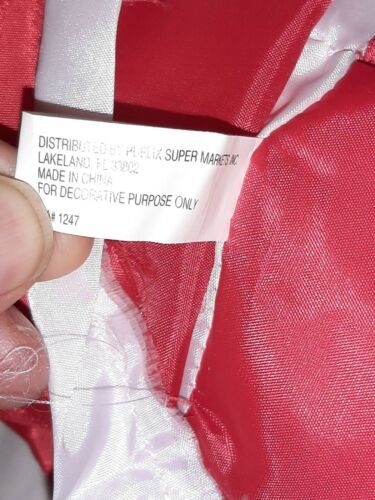 DISTRIBUTED BY PUBLIX SUPER MARKETS INC
LAKELAND, FL 33802
MADE IN CHINA
FOR DECORATIVE PURPOSE ONLY
A# 1247